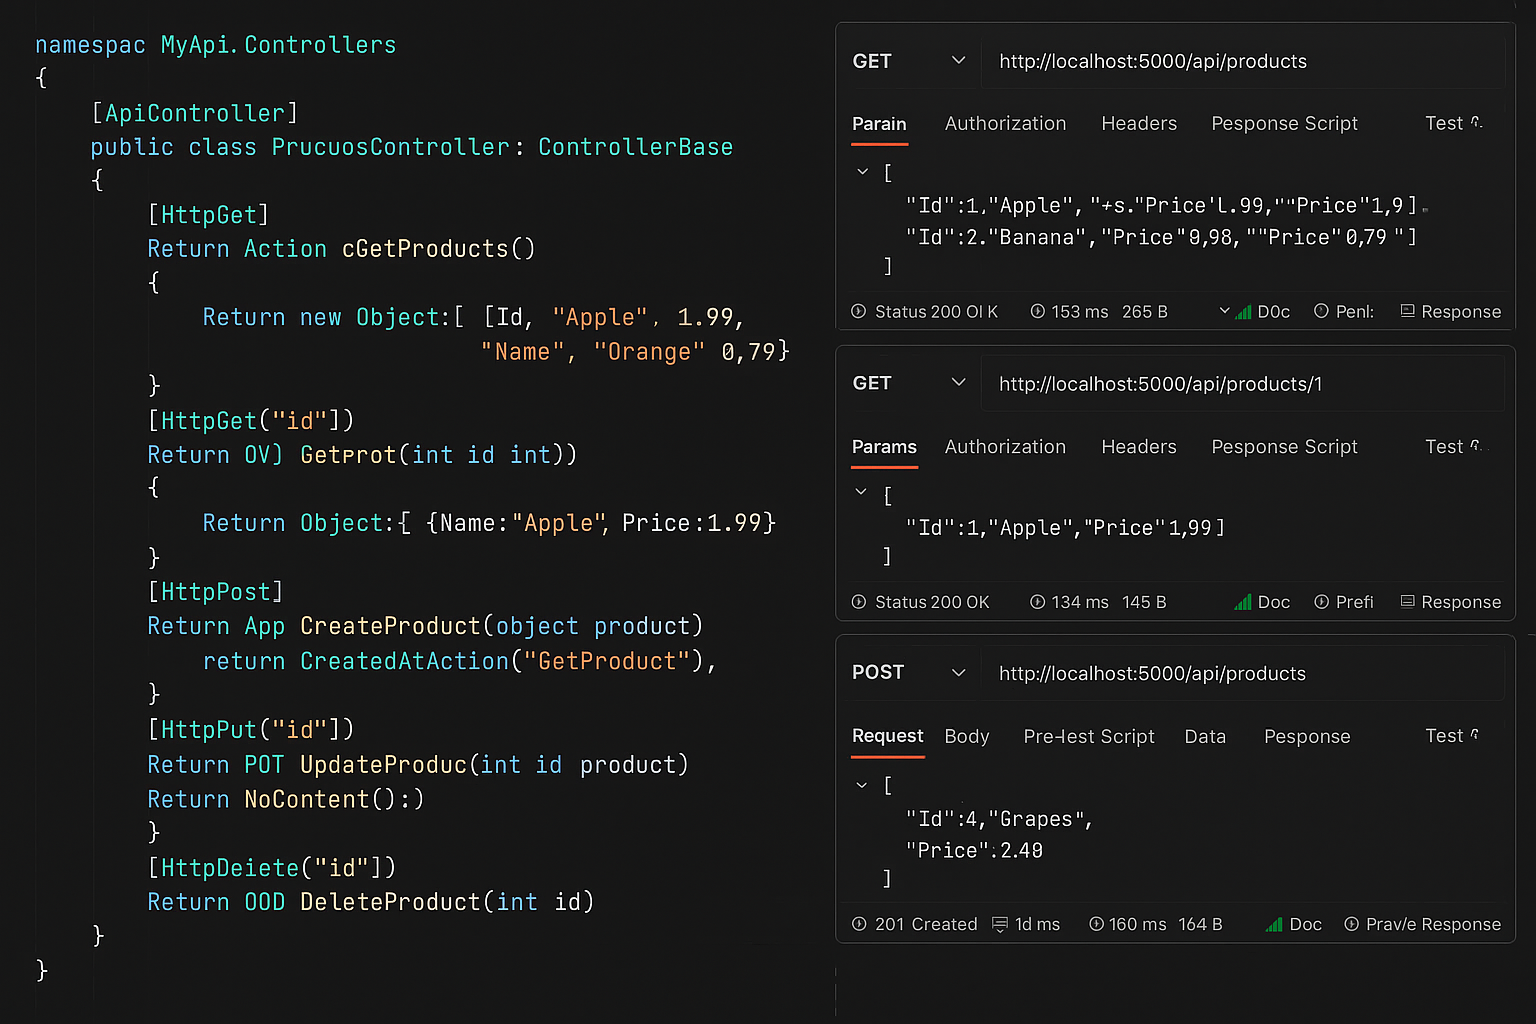 namespac MyApi.Controllers
{
[ApiController]
public class PrucuosController: ControllerBase
{
[HttpGet]
Return Action cGetProducts()
{
Return new Object:[ [Id, "Apple", 1.99,
"Name", "Orange" 0,79}
}
[HttpGet("id"])
Return OV) Getprot(int id int))
{
Return Object:{ {Name:"Apple", Price:1.99}
}
[HttpPost]
Return App CreateProduct(object product)
return CreatedAtAction("GetProduct"),
}
[HttpPut("id"])
Return POT UpdateProduc(int id product)
Return NoContent():)
}
[HttpDeiete("id"])
Return OOD DeleteProduct(int id)
}
}
GET http://localhost:5000/api/products
Parain Authorization Headers Pesponse Script Test
[
"Id":1,"Apple", "+s."Price'L.99,""Price"1,9]
"Id":2."Banana","Price"0,98,""Price"0,79 "]
]
Status 200 OI K 153 ms 265 B D0c Penl: Response
GET http://localhost:5000/api/products/1
Params Authorization Headers Pesponse Script Test
[
"Id":1,"Apple","Price"1,99]
]
Status 200 OK 134 ms 145 B Doc Prefi Response
POST http://localhost:5000/api/products
Request Body Pre-lest Script Data Pesponse Test
[
"Id":4,"Grapes",
"Price":2.40
]
201 Created 1d ms 160 ms 164 B Doc Prav/e Response